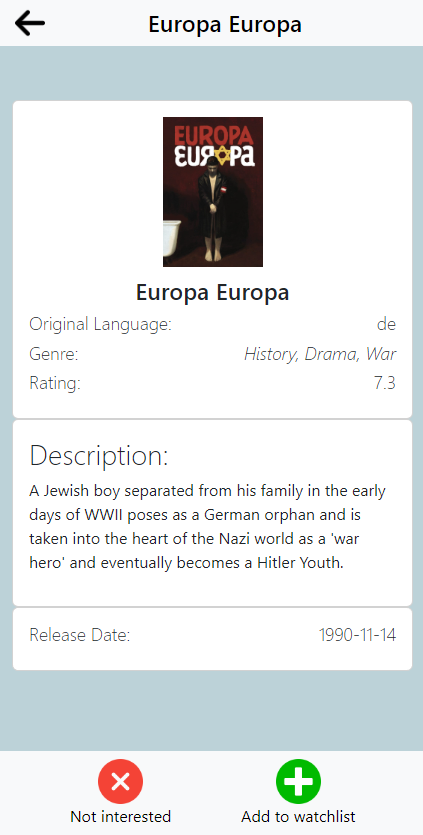 Europa Europa
EUROPA
EUROPA
Europa Europa
Original Language: de
Genre: History, Drama, War
Rating: 7.3
Description:
A Jewish boy separated from his family in the early
days of WWII poses as a German orphan and is
taken into the heart of the Nazi world as a 'war
hero' and eventually becomes a Hitler Youth.
Release Date: 1990-11-14
Not interested Add to watchlist